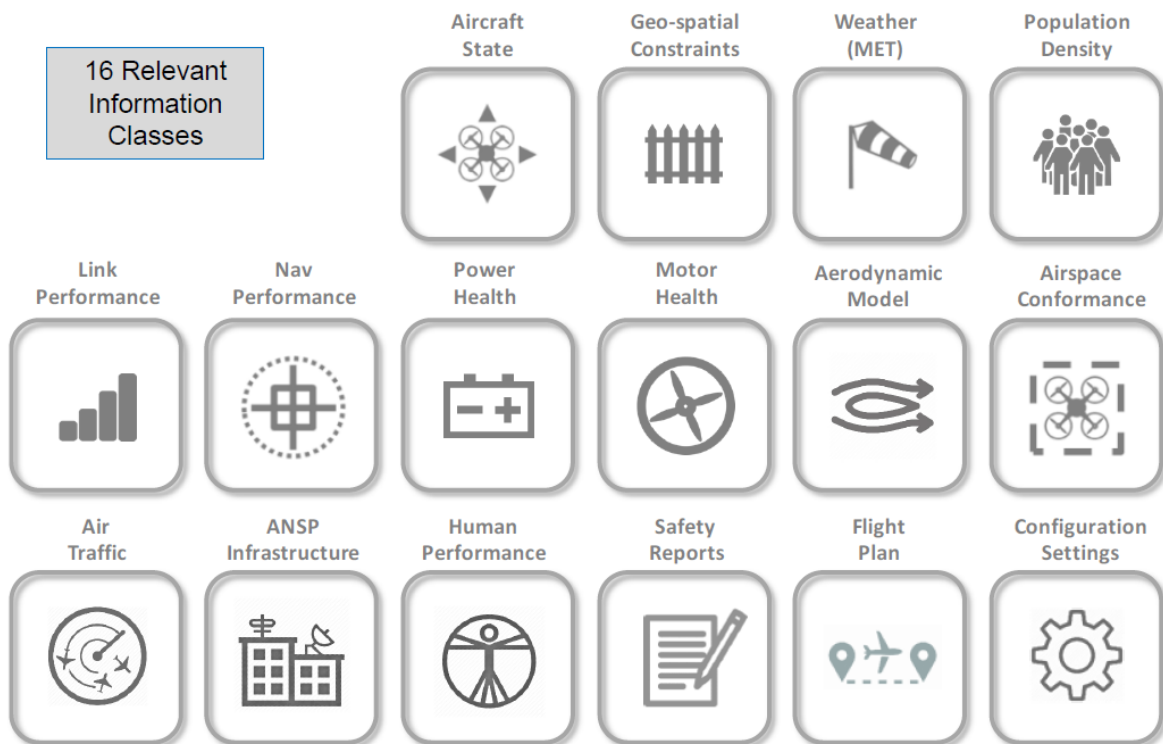 16 Relevant
Information
Classes
Aircraft
State
Geo-spatial
Constraints
Weather
(MET)
Population
Density
Link
Performance
Nav
Performance
Power
Health
Motor
Health
Aerodynamic
Model
Airspace
Conformance
Air
Traffic
ANSP
Infrastructure
Human
Performance
Safety
Reports
Flight
Plan
Configuration
Settings